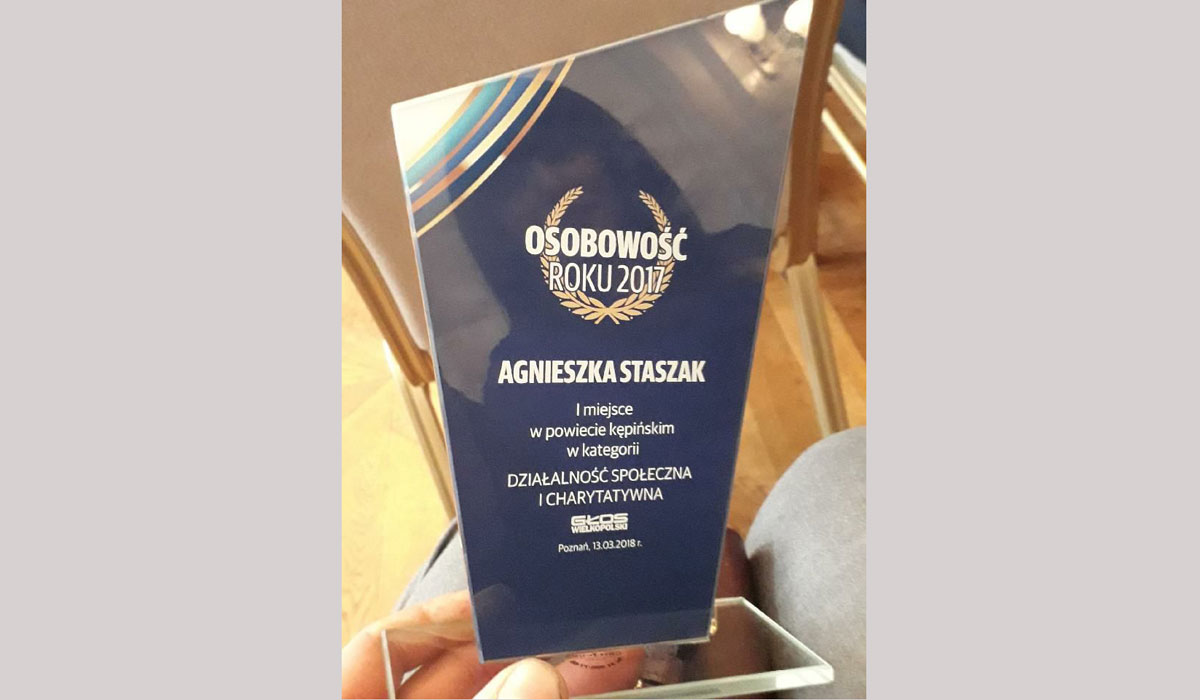 OSOBOWOŚĆ
ROKU 2017
AGNIESZKA STASZAK
I miejsce
w powiecie kępińskim
w kategorii
DZIAŁALNOŚĆ SPOŁECZNA
I CHARYTATYWNA
GŁOS
WIELKOPOLSKI
Poznań, 13.03.2018 r.